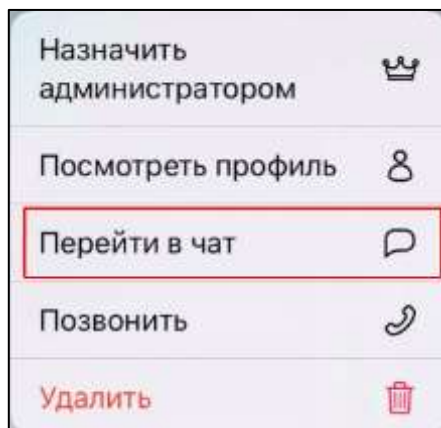 Назначить
администратором
Посмотреть профиль
Перейти в чат
Позвонить
Удалить